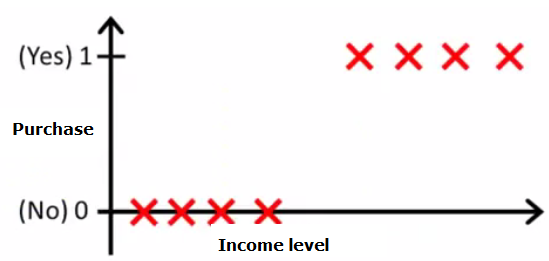 (Yes) 1
Purchase
(No) 0
Income level